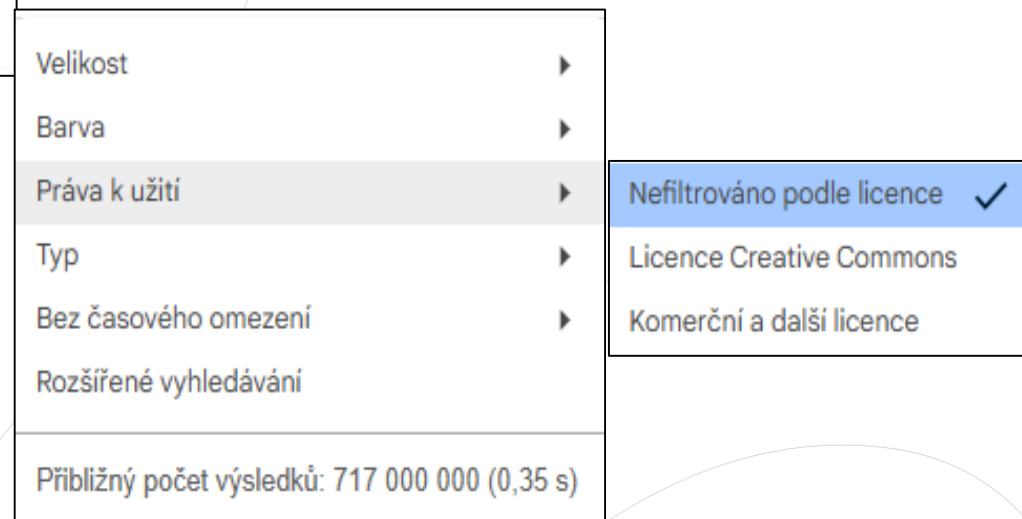 Velikost
Barva
Práva k užití
Typ
Bez časového omezení
Rozšířené vyhledávání
Přibližný počet výsledků: 717 000 000 (0,35 s)
Nefiltrováno podle licence
Licence Creative Commons
Komerční a další licence